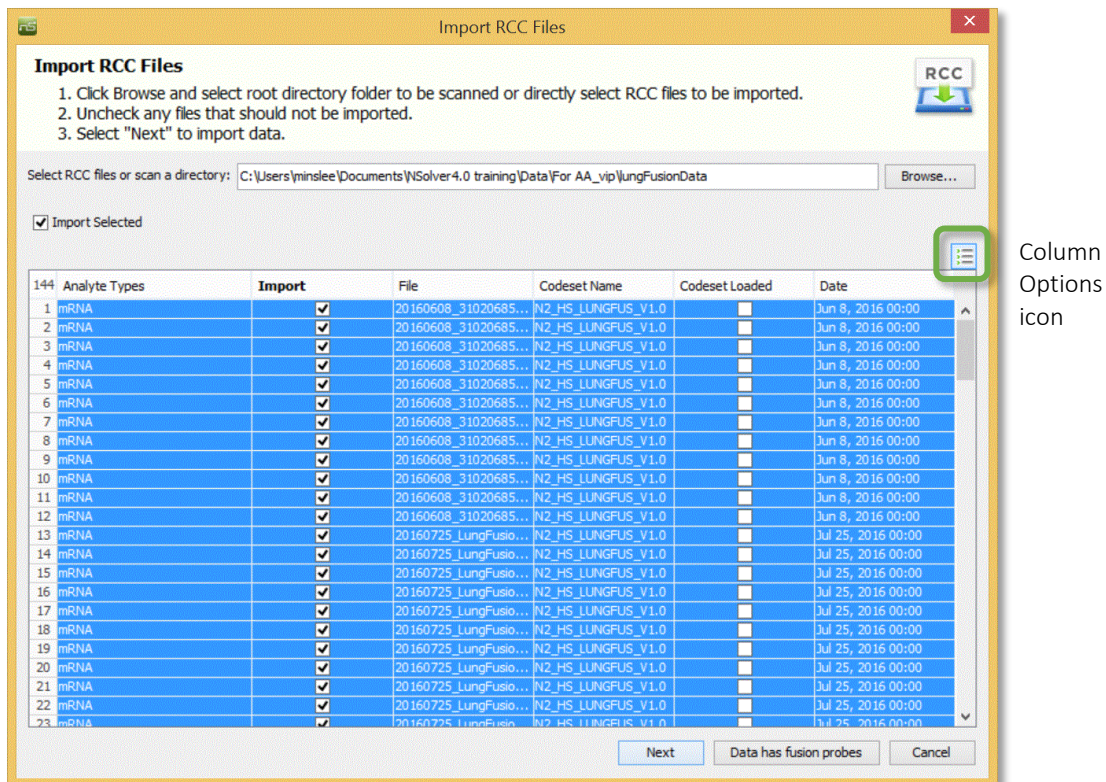 nS
Import RCC Files
Import RCC Files
RCC
1. Click Browse and select root directory folder to be scanned or directly select RCC files to be imported.
2. Uncheck any files that should not be imported.
3. Select "Next" to import data.
Select RCC files or scan a directory: C:\Users\minslee\Documents\NSolver4.0 training\Data\For AA_vip\lungFusionData Browse...
Import Selected
Column
Options
icon
144 Analyte Types Import File Codeset Name Codeset Loaded Date
1 mRNA 20160608_31020685... N2_HS_LUNGFUS_V1.0 Jun 8, 2016 00:00
2 mRNA 20160608_31020685... N2_HS_LUNGFUS_V1.0 Jun 8, 2016 00:00
3 mRNA 20160608_31020685... N2_HS_LUNGFUS_V1.0 Jun 8, 2016 00:00
4 mRNA 20160608_31020685... N2_HS_LUNGFUS_V1.0 Jun 8, 2016 00:00
5 mRNA 20160608_31020685... N2_HS_LUNGFUS_V1.0 Jun 8, 2016 00:00
6 mRNA 20160608_31020685... N2_HS_LUNGFUS_V1.0 Jun 8, 2016 00:00
7 mRNA 20160608_31020685... N2_HS_LUNGFUS_V1.0 Jun 8, 2016 00:00
8 mRNA 20160608_31020685... N2_HS_LUNGFUS_V1.0 Jun 8, 2016 00:00
9 mRNA 20160608_31020685... N2_HS_LUNGFUS_V1.0 Jun 8, 2016 00:00
10 mRNA 20160608_31020685... N2_HS_LUNGFUS_V1.0 Jun 8, 2016 00:00
11 mRNA 20160608_31020685... N2_HS_LUNGFUS_V1.0 Jun 8, 2016 00:00
12 mRNA 20160608_31020685... N2_HS_LUNGFUS_V1.0 Jun 8, 2016 00:00
13 mRNA 20160725_LungFusio... N2_HS_LUNGFUS_V1.0 Jul 25, 2016 00:00
14 mRNA 20160725_LungFusio... N2_HS_LUNGFUS_V1.0 Jul 25, 2016 00:00
15 mRNA 20160725_LungFusio... N2_HS_LUNGFUS_V1.0 Jul 25, 2016 00:00
16 mRNA 20160725_LungFusio... N2_HS_LUNGFUS_V1.0 Jul 25, 2016 00:00
17 mRNA 20160725_LungFusio... N2_HS_LUNGFUS_V1.0 Jul 25, 2016 00:00
18 mRNA 20160725_LungFusio... N2_HS_LUNGFUS_V1.0 Jul 25, 2016 00:00
19 mRNA 20160725_LungFusio... N2_HS_LUNGFUS_V1.0 Jul 25, 2016 00:00
20 mRNA 20160725_LungFusio... N2_HS_LUNGFUS_V1.0 Jul 25, 2016 00:00
21 mRNA 20160725_LungFusio... N2_HS_LUNGFUS_V1.0 Jul 25, 2016 00:00
22 mRNA 20160725_LungFusio... N2_HS_LUNGFUS_V1.0 Jul 25, 2016 00:00
23 mRNA 20160725_LungFusio... N2_HS_LUNGFUS_V1.0 Jul 25, 2016 00:00
Next Data has fusion probes Cancel